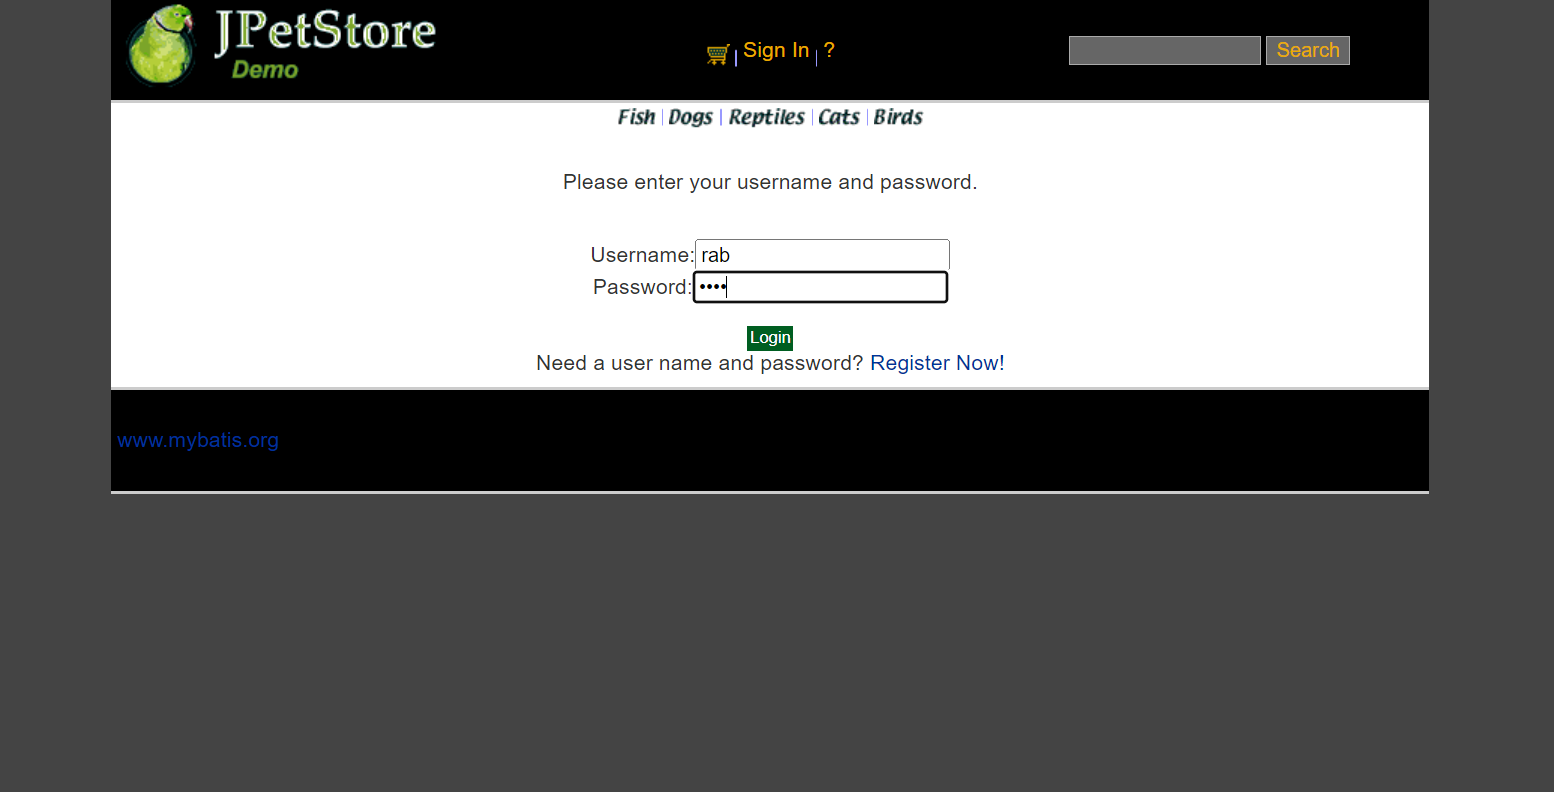 JPetStore
Demo
Sign In ?
Search
Fish Dogs Reptiles Cats Birds
Please enter your username and password.
Username: rab
Password: ••••
Login
Need a user name and password? Register Now!
www.mybatis.org